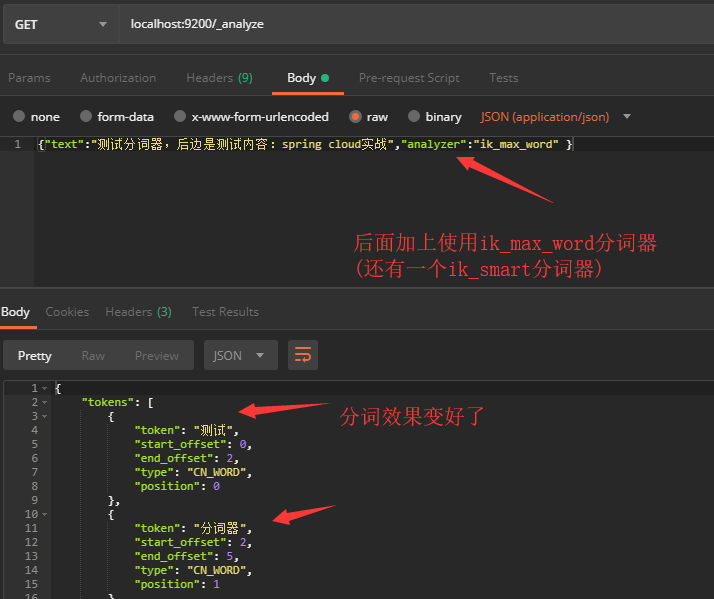 GET localhost:9200/_analyze
Params Authorization Headers (9) Body Pre-request Script Tests
none form-data x-www-form-urlencoded raw binary JSON (application/json)
1 {"text":"测试分词器，后边是测试内容：spring cloud实战","analyzer":"ik_max_word" }
后面加上使用ik_max_word分词器
(还有一个ik_smart分词器)
Body Cookies Headers (3) Test Results
Pretty Raw Preview JSON
1 {
2 "tokens": [
3 {
分词效果变好了
4 "token": "测试",
5 "start_offset": 0,
6 "end_offset": 2,
7 "type": "CN_WORD",
8 "position": 0
9 },
10 {
11 "token": "分词器",
12 "start_offset": 2,
13 "end_offset": 5,
14 "type": "CN_WORD",
15 "position": 1
16 }